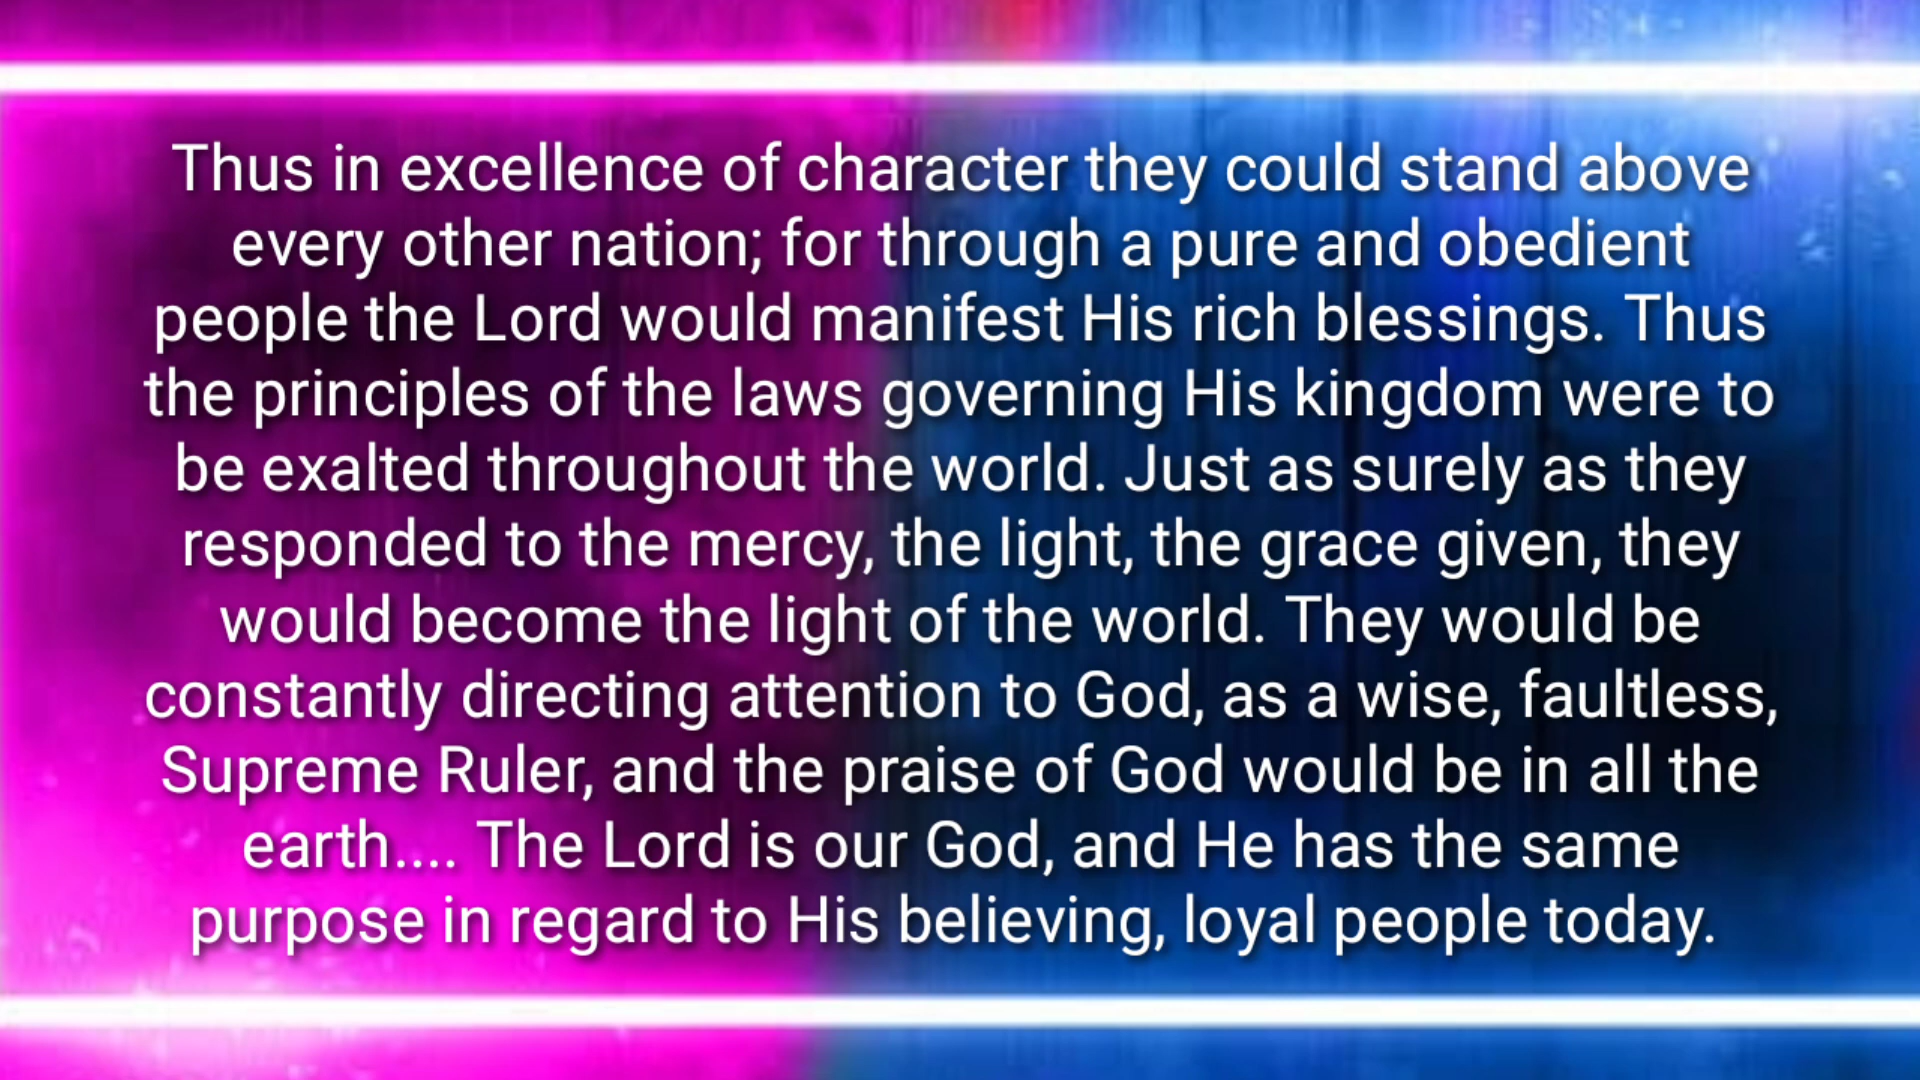 Thus in excellence of character they could stand above
every other nation; for through a pure and obedient
people the Lord would manifest His rich blessings. Thus
the principles of the laws governing His kingdom were to
be exalted throughout the world. Just as surely as they
responded to the mercy, the light, the grace given, they
would become the light of the world. They would be
constantly directing attention to God, as a wise, faultless,
Supreme Ruler, and the praise of God would be in all the
earth.... The Lord is our God, and He has the same
purpose in regard to His believing, loyal people today.